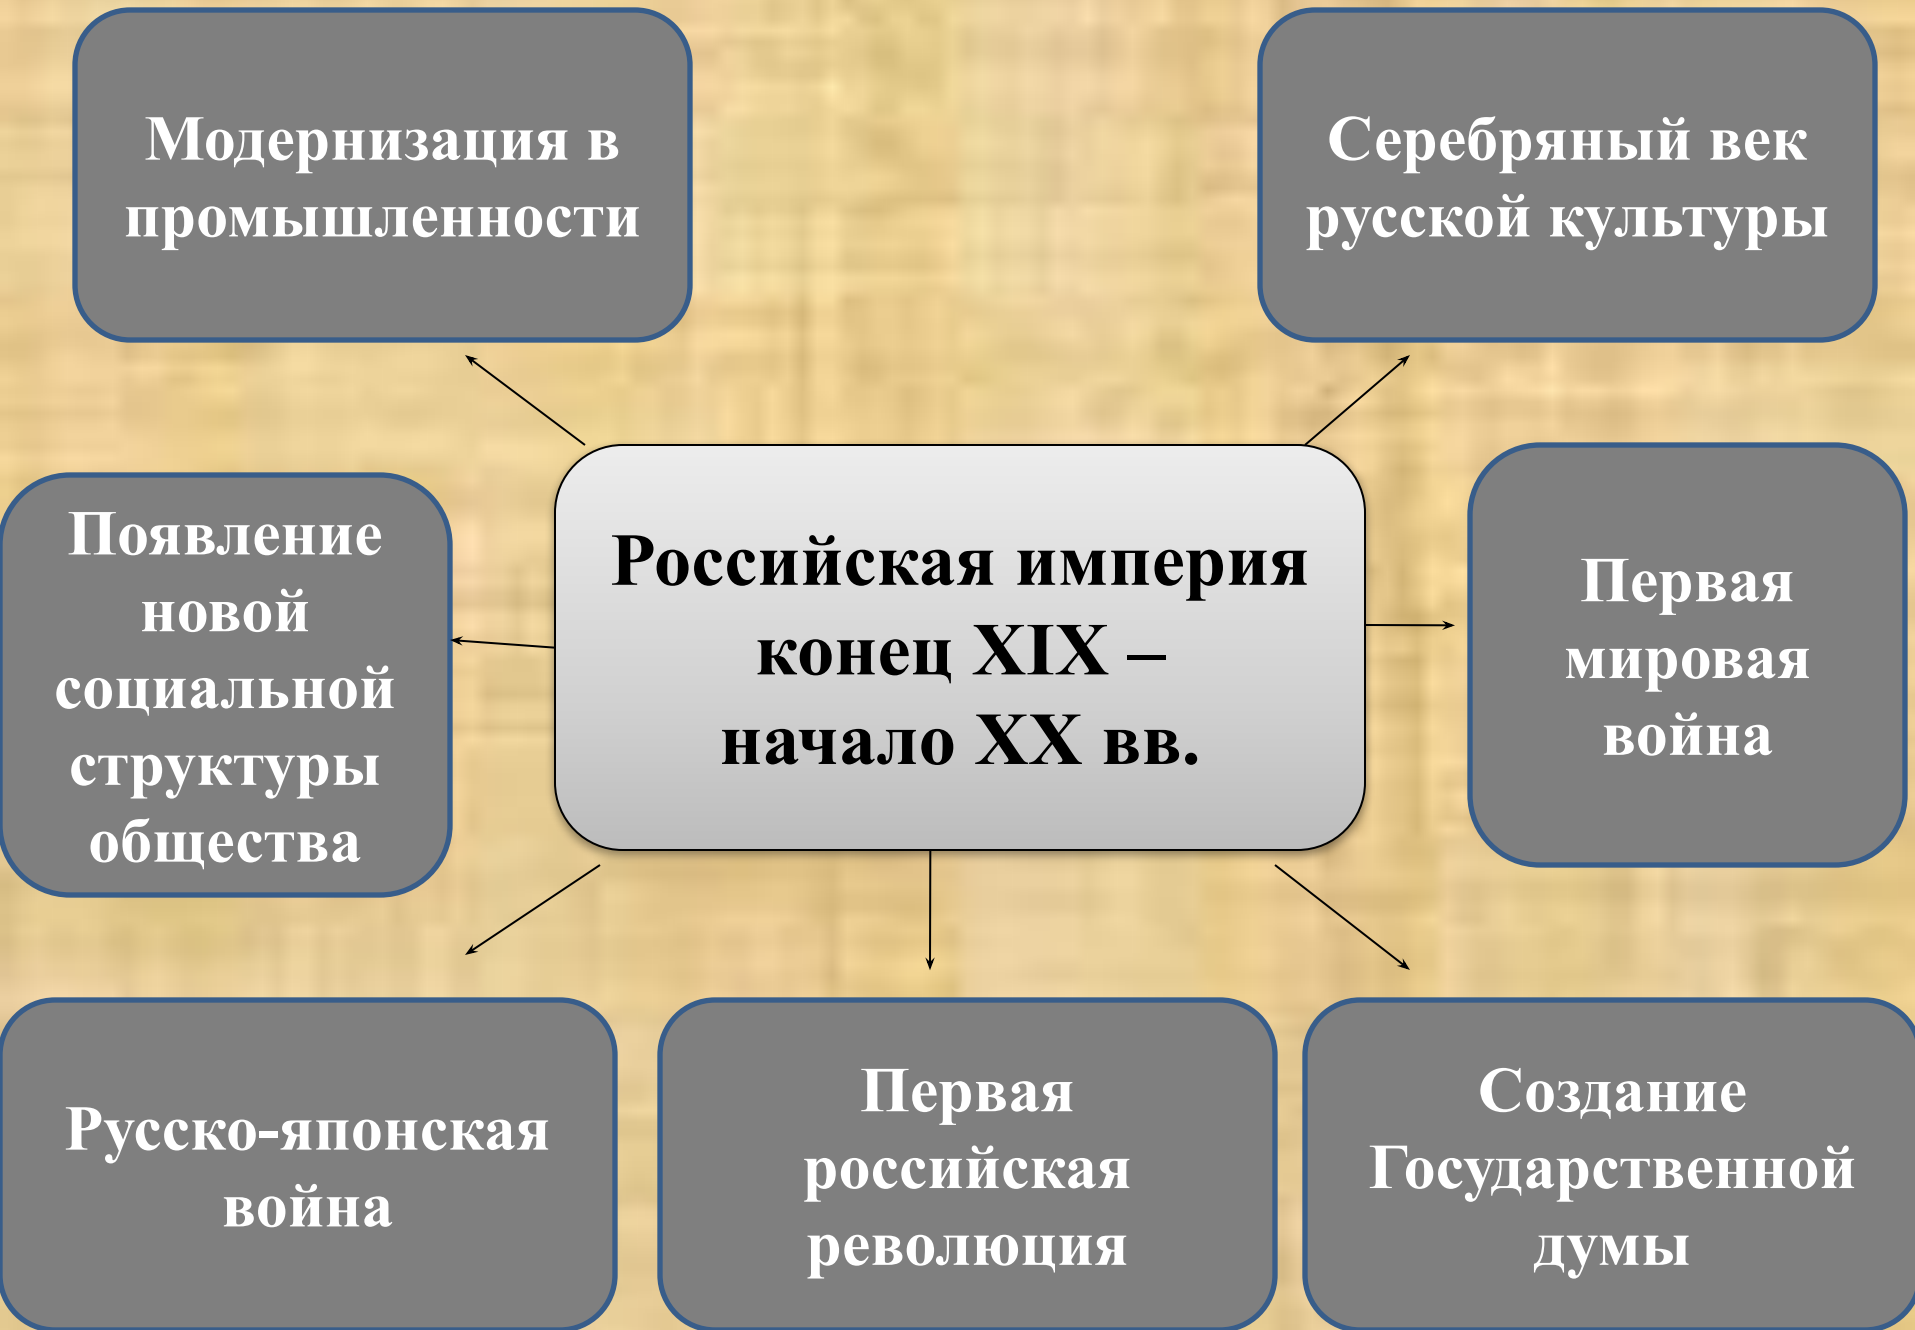 Модернизация в
промышленности
Серебряный век
русской культуры
Появление
новой
социальной
структуры
общества
Российская империя
конец XIX –
начало XX вв.
Первая
мировая
война
Русско-японская
война
Первая
российская
революция
Создание
Государственной
думы